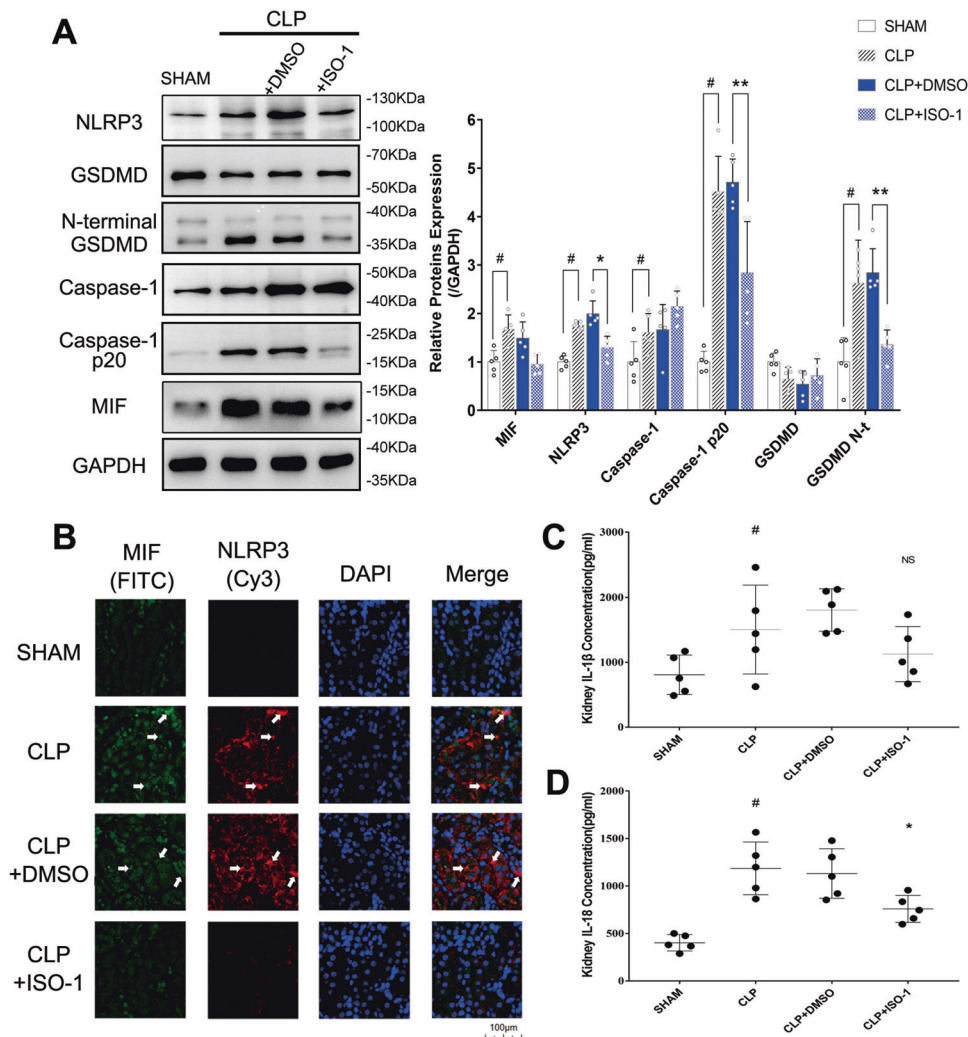 A
CLP
SHAM
+DMSO
+ISO-1
NLRP3
-130KDa
-100KDa
GSDMD
-70KDa
-50KDa
N-terminal
GSDMD
-40KDa
-35KDa
Caspase-1
-50KDa
-40KDa
Caspase-1
p20
-25KDa
-15KDa
MIF
-15KDa
-10KDa
GAPDH
-40KDa
-35KDa
SHAM
CLP
CLP+DMSO
CLP+ISO-1
Relative Proteins Expression
(/GAPDH)
6
5
4
3
2
1
0
# # * # # ** # **
MIF
NLRP3
Caspase-1
Caspase-1 p20
GSDMD
GSDMD N-t
B
MIF
(FITC)
NLRP3
(Cy3)
DAPI
Merge
SHAM
CLP
CLP
+DMSO
CLP
+ISO-1
100μm
C
Kidney IL-1β Concentration(pg/ml)
3000
2000
1000
0
#
NS
SHAM
CLP
CLP+DMSO
CLP+ISO-1
D
Kidney IL-18 Concentration(pg/ml)
2000
1500
1000
500
0
#
*
SHAM
CLP
CLP+DMSO
CLP+ISO-1